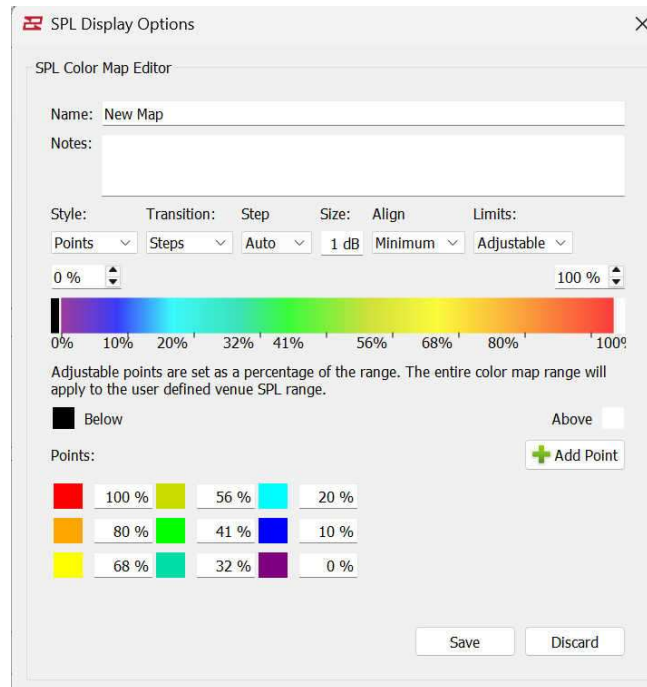 SPL Display Options
SPL Color Map Editor
Name: New Map
Notes:
Style: Transition: Step Size: Align Limits:
Points Steps Auto 1 dB Minimum Adjustable
0 % 100 %
0% 10% 20% 32% 41% 56% 68% 80% 100%
Adjustable points are set as a percentage of the range. The entire color map range will
apply to the user defined venue SPL range.
Below Above
Points: Add Point
100 % 56 % 20 %
80 % 41 % 10 %
68 % 32 % 0 %
Save Discard